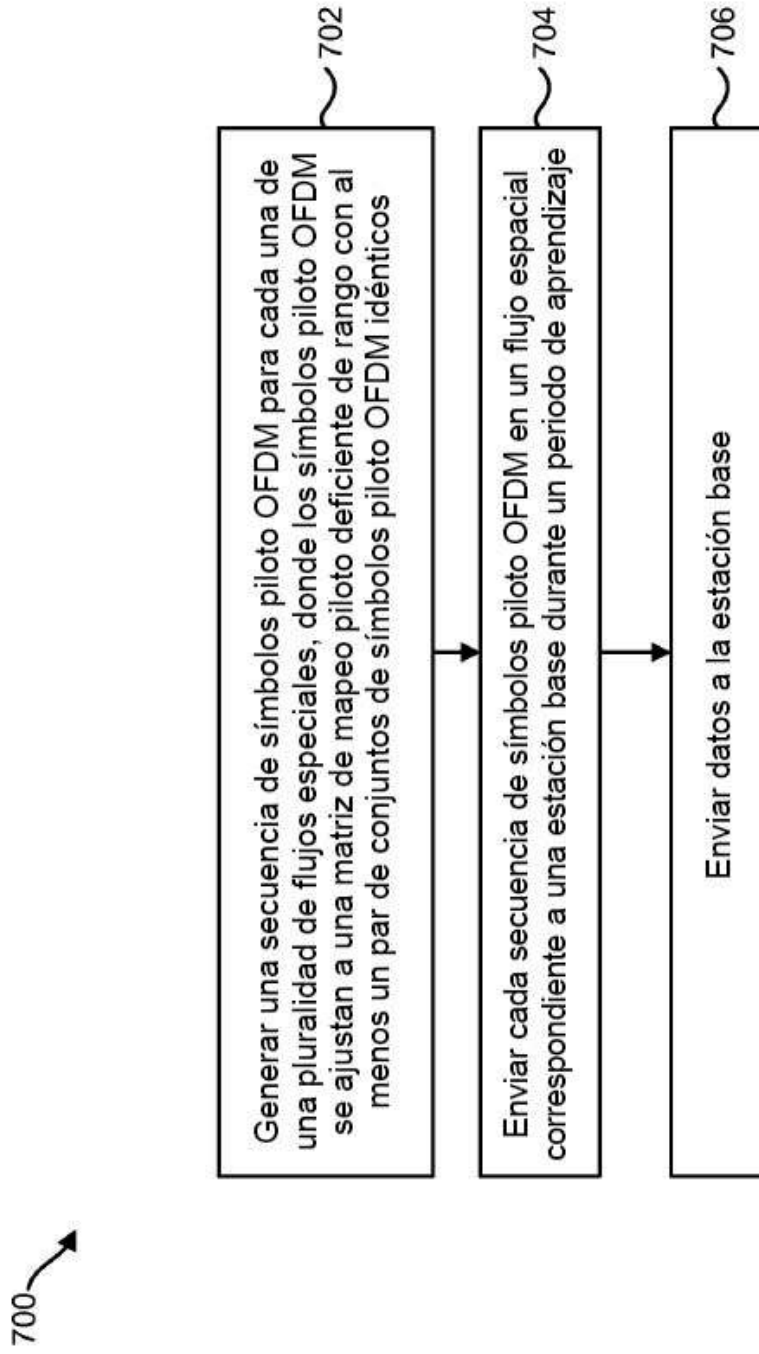 700
Generar una secuencia de símbolos piloto OFDM para cada una de
una pluralidad de flujos especiales, donde los símbolos piloto OFDM
se ajustan a una matriz de mapeo piloto deficiente de rango con al
menos un par de conjuntos de símbolos piloto OFDM idénticos
702
Enviar cada secuencia de símbolos piloto OFDM en un flujo espacial
correspondiente a una estación base durante un periodo de aprendizaje
704
Enviar datos a la estación base
706